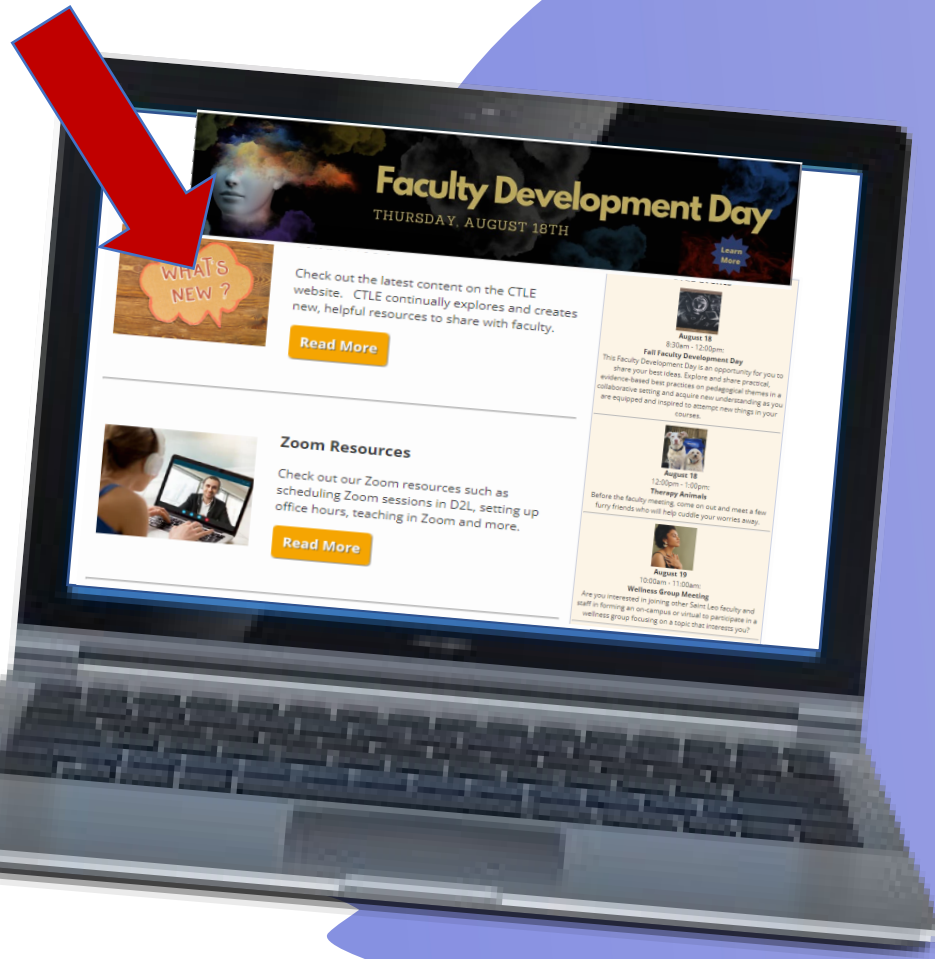 Faculty Development Day
THURSDAY, AUGUST 18TH
Learn
More
WHAT'S
NEW ?
Check out the latest content on the CTLE
website. CTLE continually explores and creates
new, helpful resources to share with faculty.
Read More
Zoom Resources
Check out our Zoom resources such as
scheduling Zoom sessions in D2L, setting up
office hours, teaching in Zoom and more.
Read More
August 18
8:30am - 12:00pm:
Fall Faculty Development Day
This Faculty Development Day is an opportunity for you to
share your best ideas. Explore and share practical,
evidence-based best practices on pedagogical themes in a
collaborative setting and acquire new understanding as you
are equipped and inspired to attempt new things in your
courses.
August 18
12:00pm - 1:00pm:
Therapy Animals
Before the faculty meeting, come on out and meet a few
furry friends who will help cuddle your worries away.
August 19
10:00am - 11:00am:
Wellness Group Meeting
Are you interested in joining other Saint Leo faculty and
staff in forming an on-campus or virtual to participate in a
wellness group focusing on a topic that interests you?